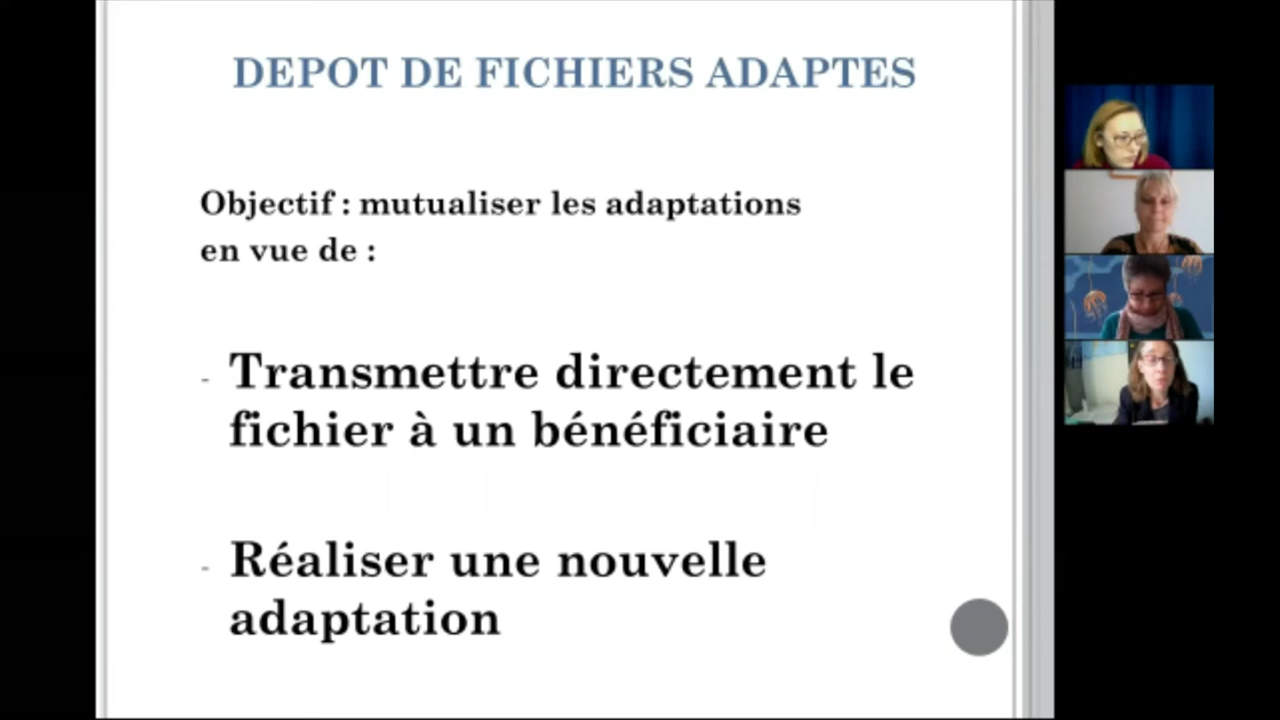 DEPOT DE FICHIERS ADAPTES
Objectif : mutualiser les adaptations
en vue de :
- Transmettre directement le
fichier à un bénéficiaire
- Réaliser une nouvelle
adaptation